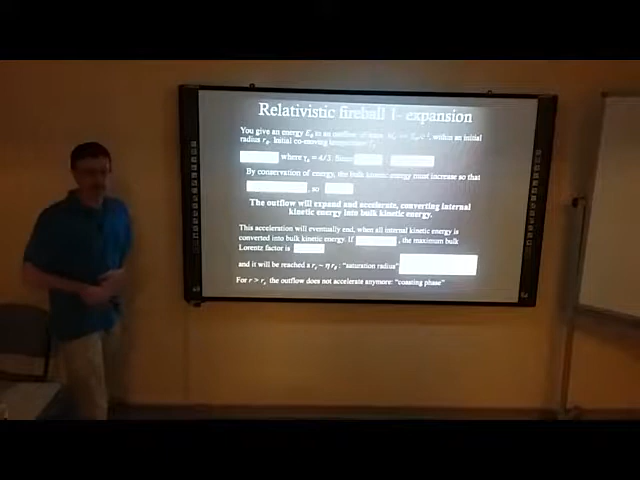 Relativistic fireball 1- expansion
You give an energy E₀ to an outflow of mass within an initial
radius r₀. Initial co-moving temperature
where γₐ = 4/3. Since
By conservation of energy, the bulk kinetic energy must increase so that
, so
The outflow will expand and accelerate, converting internal
kinetic energy into bulk kinetic energy.
This acceleration will eventually end, when all internal kinetic energy is
converted into bulk kinetic energy. If , the maximum bulk
Lorentz factor is
and it will be reached a rₛ ~ η r₀ : "saturation radius"
For r > rₛ the outflow does not accelerate anymore: "coasting phase"